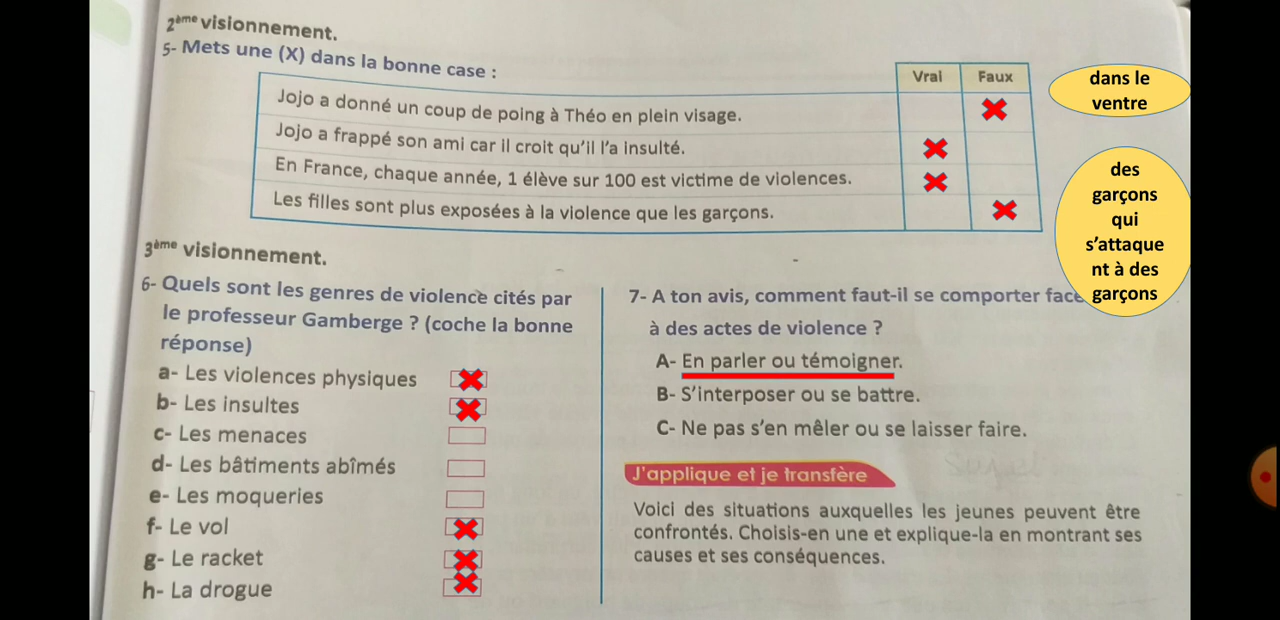 2ème visionnement.
5- Mets une (X) dans la bonne case :
Vrai Faux
Jojo a donné un coup de poing à Théo en plein visage.
Jojo a frappé son ami car il croit qu'il l'a insulté.
En France, chaque année, 1 élève sur 100 est victime de violences.
Les filles sont plus exposées à la violence que les garçons.
dans le
ventre
des
garçons
qui
s'attaque
nt à des
garçons
3ème visionnement.
6- Quels sont les genres de violence cités par
le professeur Gamberge ? (coche la bonne
réponse)
a- Les violences physiques
b- Les insultes
c- Les menaces
d- Les bâtiments abîmés
e- Les moqueries
f- Le vol
g- Le racket
h- La drogue
7- A ton avis, comment faut-il se comporter face
à des actes de violence ?
A- En parler ou témoigner.
B- S'interposer ou se battre.
C- Ne pas s'en mêler ou se laisser faire.
J'applique et je transfère
Voici des situations auxquelles les jeunes peuvent être
confrontés. Choisis-en une et explique-la en montrant ses
causes et ses conséquences.